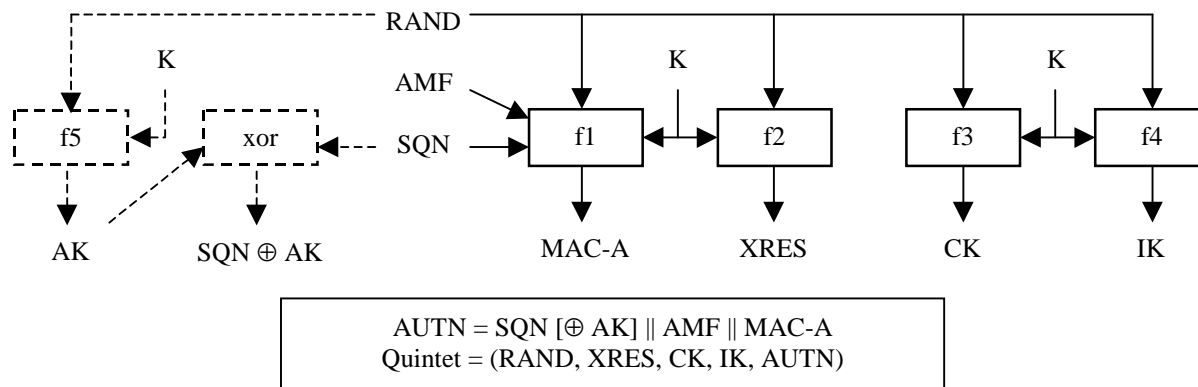 RAND
K
K
K
AMF
f5
xor
SQN
f1
f2
f3
f4
AK
SQN ⊕ AK
MAC-A
XRES
CK
IK
AUTN = SQN [⊕ AK] || AMF || MAC-A
Quintet = (RAND, XRES, CK, IK, AUTN)